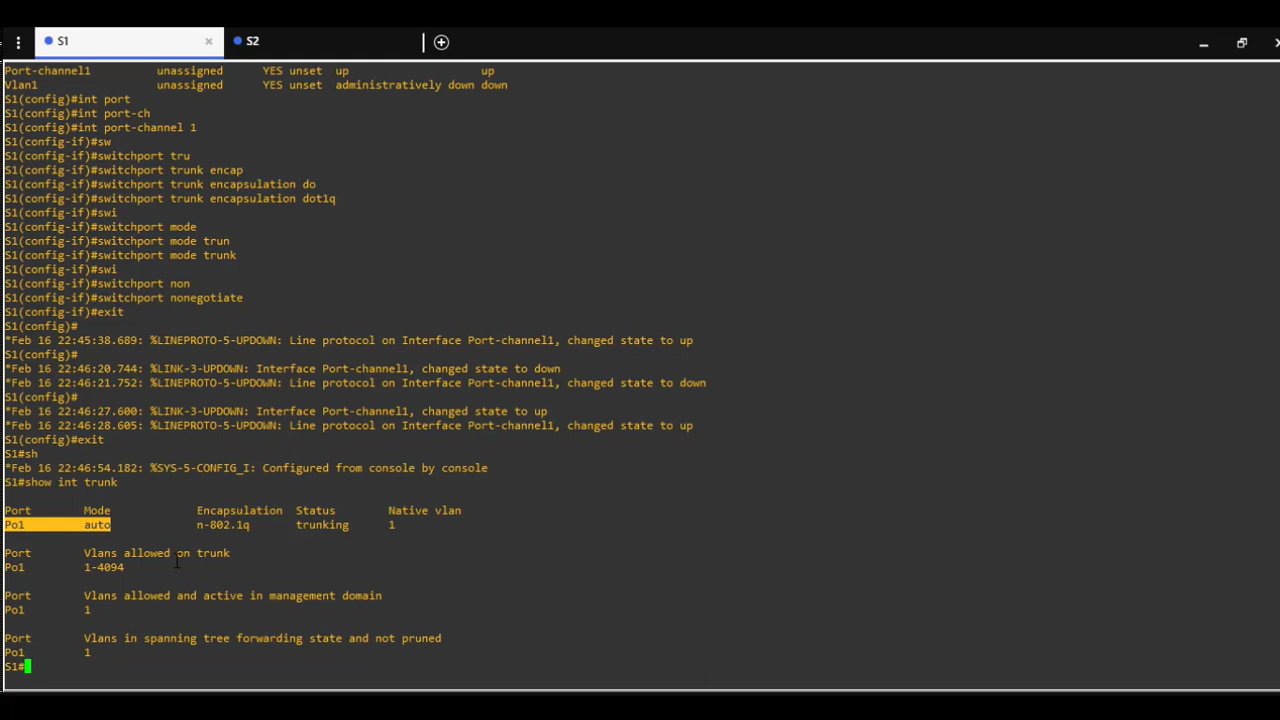 S1
S2
Port-channel1 unassigned YES unset up up
Vlan1 unassigned YES unset administratively down down
S1(config)#int port
S1(config)#int port-ch
S1(config)#int port-channel 1
S1(config-if)#sw
S1(config-if)#switchport tru
S1(config-if)#switchport trunk encap
S1(config-if)#switchport trunk encapsulation do
S1(config-if)#switchport trunk encapsulation dot1q
S1(config-if)#swi
S1(config-if)#switchport mode
S1(config-if)#switchport mode trun
S1(config-if)#switchport mode trunk
S1(config-if)#swi
S1(config-if)#switchport non
S1(config-if)#switchport nonegotiate
S1(config-if)#exit
S1(config)#
*Feb 16 22:45:38.689: %LINEPROTO-5-UPDOWN: Line protocol on Interface Port-channel1, changed state to up
S1(config)#
*Feb 16 22:46:20.744: %LINK-3-UPDOWN: Interface Port-channel1, changed state to down
*Feb 16 22:46:21.752: %LINEPROTO-5-UPDOWN: Line protocol on Interface Port-channel1, changed state to down
S1(config)#
*Feb 16 22:46:27.600: %LINK-3-UPDOWN: Interface Port-channel1, changed state to up
*Feb 16 22:46:28.605: %LINEPROTO-5-UPDOWN: Line protocol on Interface Port-channel1, changed state to up
S1(config)#exit
S1#sh
*Feb 16 22:46:54.182: %SYS-5-CONFIG_I: Configured from console by console
S1#show int trunk
Port Mode Encapsulation Status Native vlan
Po1 auto n-802.1q trunking 1
Port Vlans allowed on trunk
Po1 1-4094
Port Vlans allowed and active in management domain
Po1 1
Port Vlans in spanning tree forwarding state and not pruned
Po1 1
S1#